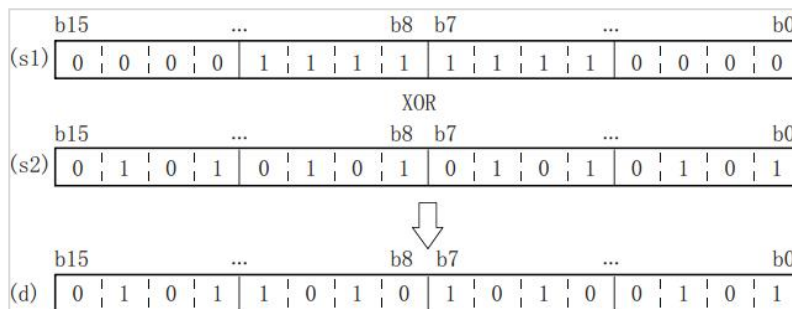 b15 ... b8 b7 ... b0
(s1) 0 0 0 0 1 1 1 1 1 1 1 1 0 0 0 0
XOR
b15 ... b8 b7 ... b0
(s2) 0 1 0 1 0 1 0 1 0 1 0 1 0 1 0 1
b15 ... b8 b7 ... b0
(d) 0 1 0 1 1 0 1 0 1 0 1 0 0 1 0 1